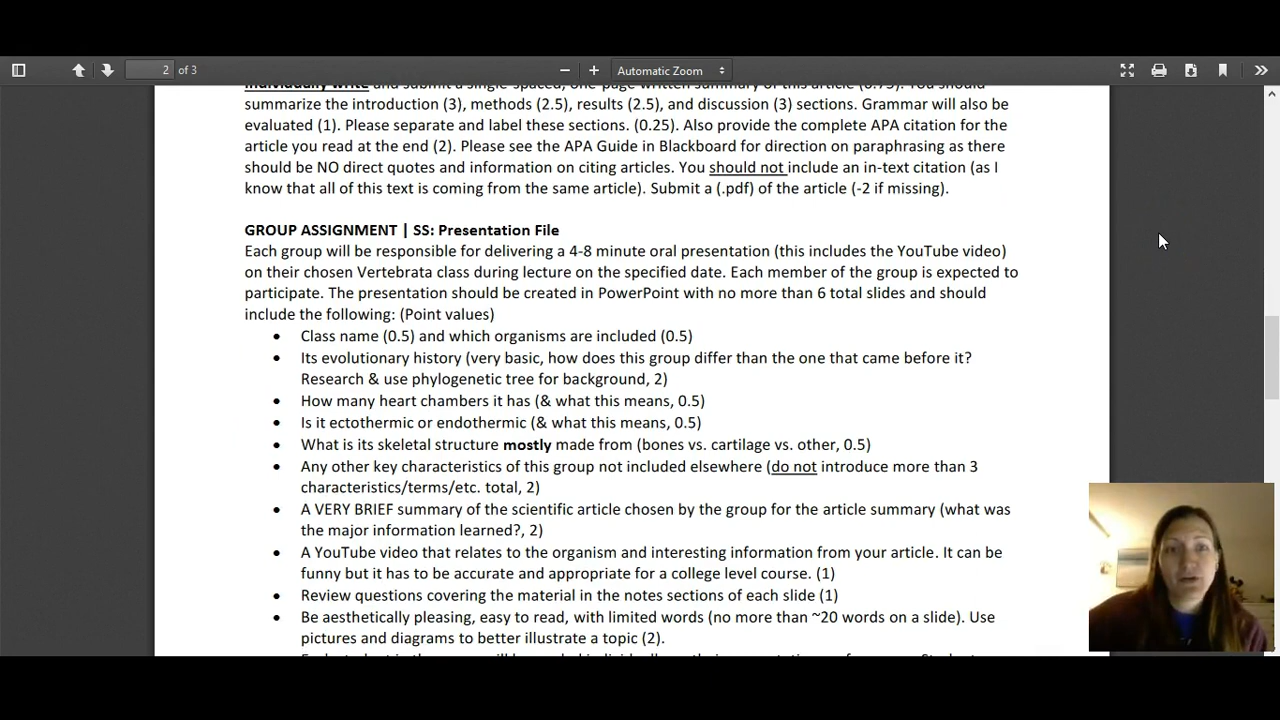 2 of 3
Automatic Zoom
individually write and submit a single-spaced, one-page written summary of this article (0.75). You should
summarize the introduction (3), methods (2.5), results (2.5), and discussion (3) sections. Grammar will also be
evaluated (1). Please separate and label these sections. (0.25). Also provide the complete APA citation for the
article you read at the end (2). Please see the APA Guide in Blackboard for direction on paraphrasing as there
should be NO direct quotes and information on citing articles. You should not include an in-text citation (as I
know that all of this text is coming from the same article). Submit a (.pdf) of the article (-2 if missing).
GROUP ASSIGNMENT | SS: Presentation File
Each group will be responsible for delivering a 4-8 minute oral presentation (this includes the YouTube video)
on their chosen Vertebrata class during lecture on the specified date. Each member of the group is expected to
participate. The presentation should be created in PowerPoint with no more than 6 total slides and should
include the following: (Point values)
• Class name (0.5) and which organisms are included (0.5)
• Its evolutionary history (very basic, how does this group differ than the one that came before it?
Research & use phylogenetic tree for background, 2)
• How many heart chambers it has (& what this means, 0.5)
• Is it ectothermic or endothermic (& what this means, 0.5)
• What is its skeletal structure mostly made from (bones vs. cartilage vs. other, 0.5)
• Any other key characteristics of this group not included elsewhere (do not introduce more than 3
characteristics/terms/etc. total, 2)
• A VERY BRIEF summary of the scientific article chosen by the group for the article summary (what was
the major information learned?, 2)
• A YouTube video that relates to the organism and interesting information from your article. It can be
funny but it has to be accurate and appropriate for a college level course. (1)
• Review questions covering the material in the notes sections of each slide (1)
• Be aesthetically pleasing, easy to read, with limited words (no more than ~20 words on a slide). Use
pictures and diagrams to better illustrate a topic (2).